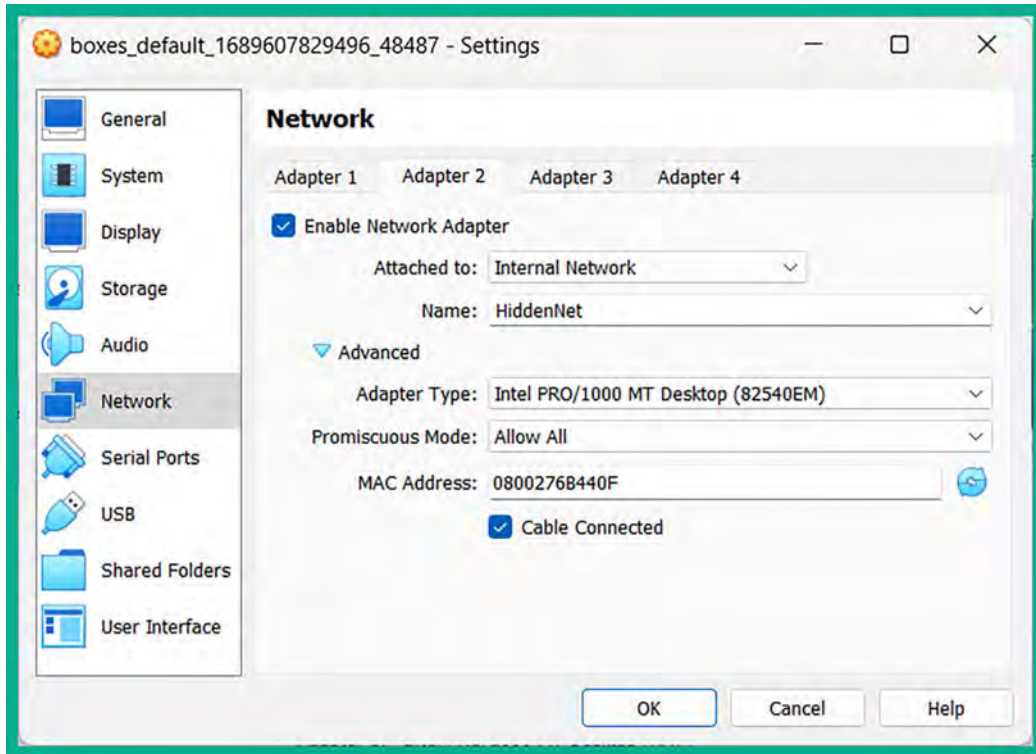 boxes_default_1689607829496_48487 - Settings
General
System
Display
Storage
Audio
Network
Serial Ports
USB
Shared Folders
User Interface
Network
Adapter 1 Adapter 2 Adapter 3 Adapter 4
Enable Network Adapter
Attached to: Internal Network
Name: HiddenNet
Advanced
Adapter Type: Intel PRO/1000 MT Desktop (82540EM)
Promiscuous Mode: Allow All
MAC Address: 0800276B440F
Cable Connected
OK Cancel Help